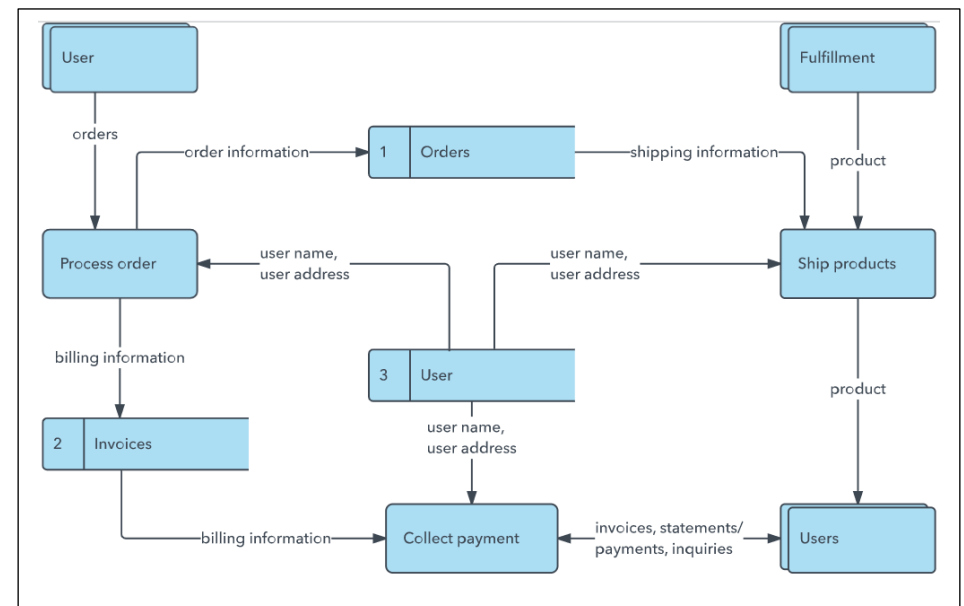 User
Fulfillment
orders
order information
1
Orders
shipping information
product
Process order
user name,
user address
user name,
user address
Ship products
billing information
3
User
product
2
Invoices
user name,
user address
billing information
Collect payment
invoices, statements/
payments, inquiries
Users